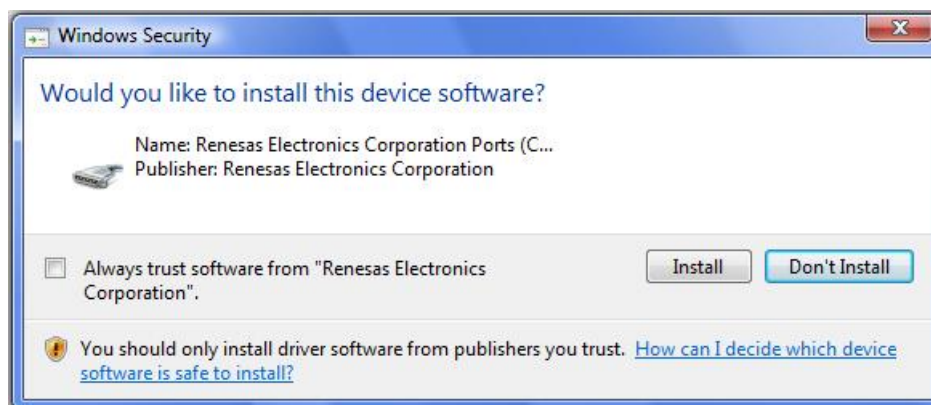 Windows Security
Would you like to install this device software?
Name: Renesas Electronics Corporation Ports (C...
Publisher: Renesas Electronics Corporation
Always trust software from "Renesas Electronics
Corporation".
Install
Don't Install
You should only install driver software from publishers you trust. How can I decide which device
software is safe to install?